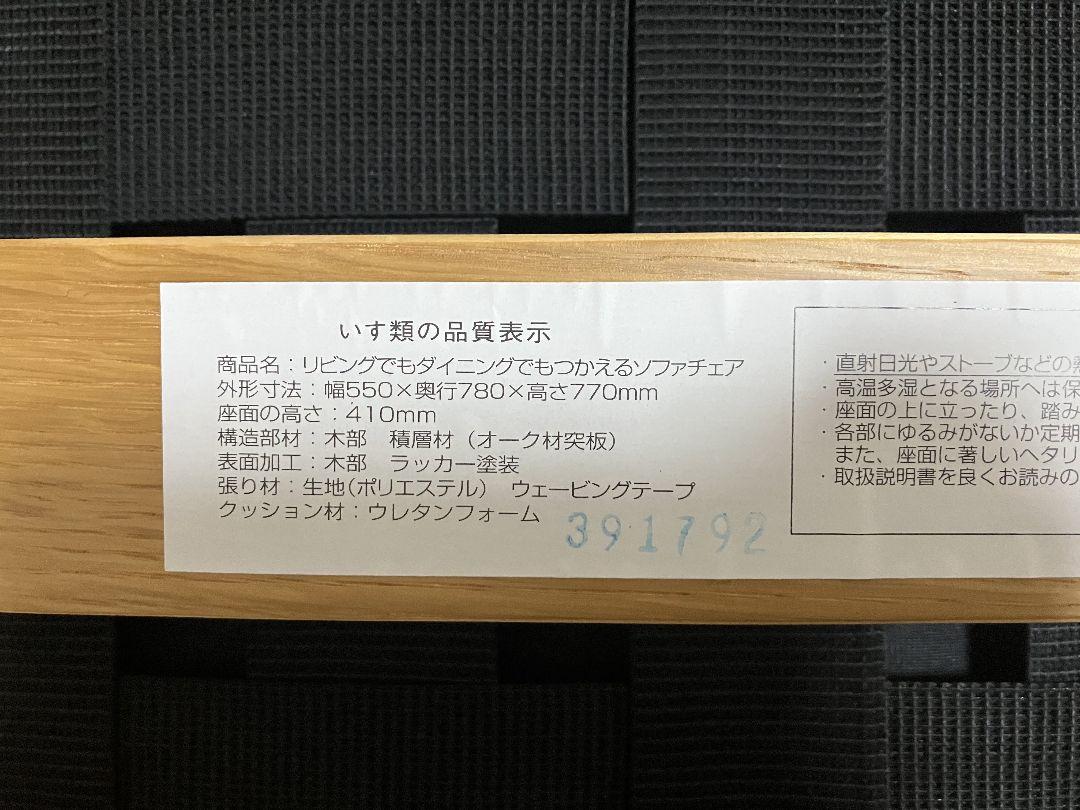 いす類の品質表示
商品名：リビングでもダイニングでもつかえるソファチェア
外形寸法：幅550×奥行780×高さ770mm
座面の高さ：410mm
構造部材：木部　積層材（オーク材突板）
表面加工：木部　ラッカー塗装
張り材：生地（ポリエステル）　ウェービングテープ
クッション材：ウレタンフォーム
391792
・直射日光やストーブなどの熱
・高温多湿となる場所へは保
・座面の上に立ったり、踏み
・各部にゆるみがないか定期
また、座面に著しいヘタリ
・取扱説明書を良くお読みの